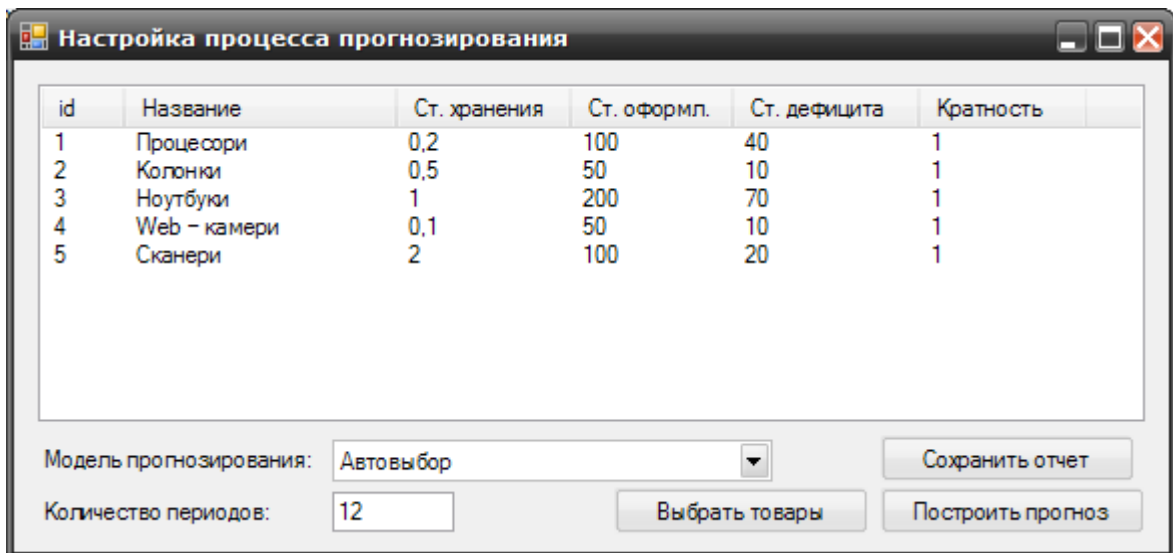 Настройка процесса прогнозирования
id Название Ст. хранения Ст. оформл. Ст. дефицита Кратность
1 Процесори 0,2 100 40 1
2 Колонки 0,5 50 10 1
3 Ноутбуки 1 200 70 1
4 Web - камери 0,1 50 10 1
5 Сканери 2 100 20 1
Модель прогнозирования: Автовыбор Сохранить отчет
Количество периодов: 12 Выбрать товары Построить прогноз